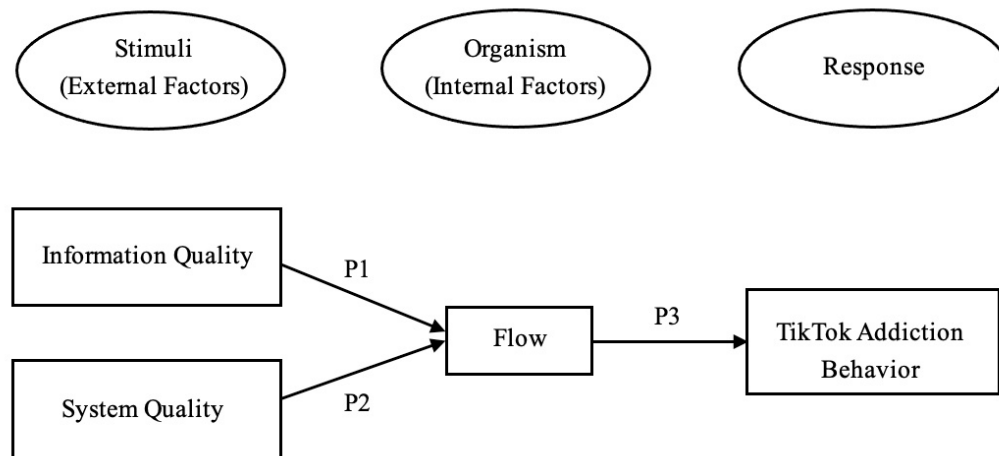 Stimuli
(External Factors)
Organism
(Internal Factors)
Response
Information Quality
P1
System Quality
P2
Flow
P3
TikTok Addiction
Behavior